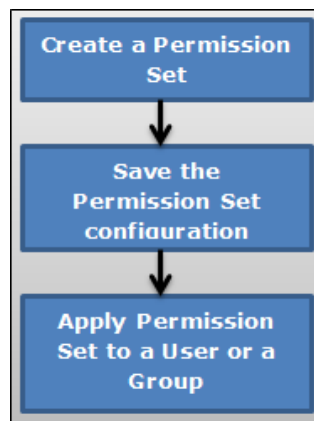 Create a Permission
Set
Save the
Permission Set
configuration
Apply Permission
Set to a User or a
Group